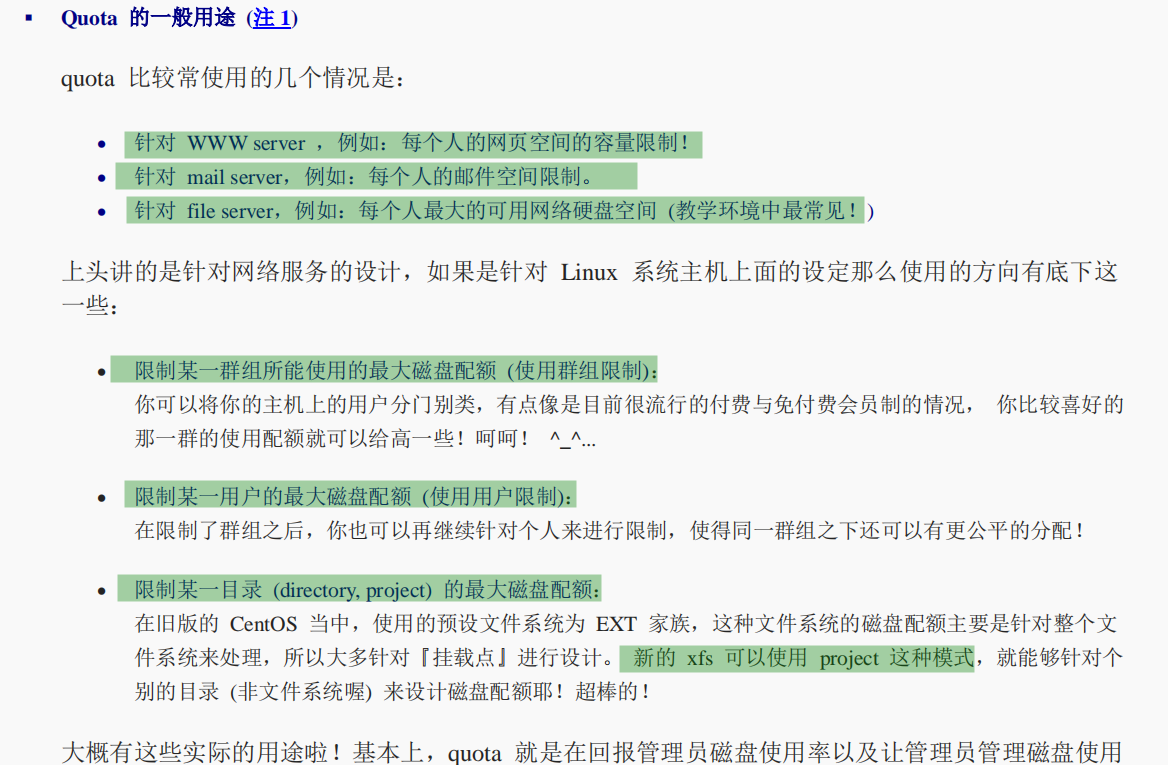 Quota 的一般用途 (注 1)
quota 比较常使用的几个情况是：
针对 WWW server ，例如：每个人的网页空间的容量限制！
针对 mail server，例如：每个人的邮件空间限制。
针对 file server，例如：每个人最大的可用网络硬盘空间 (教学环境中最常见！)
上头讲的是针对网络服务的设计，如果是针对 Linux 系统主机上面的设定那么使用的方向有底下这
一些：
限制某一群组所能使用的最大磁盘配额 (使用群组限制)：
你可以将你的主机上的用户分门别类，有点像是目前很流行的付费与免付费会员制的情况， 你比较喜好的
那一群的使用配额就可以给高一些！呵呵！ ^_^...
限制某一用户的最大磁盘配额 (使用用户限制)：
在限制了群组之后，你也可以再继续针对个人来进行限制，使得同一群组之下还可以有更公平的分配！
限制某一目录 (directory, project) 的最大磁盘配额：
在旧版的 CentOS 当中，使用的预设文件系统为 EXT 家族，这种文件系统的磁盘配额主要是针对整个文
件系统来处理，所以大多针对『挂载点』进行设计。 新的 xfs 可以使用 project 这种模式，就能够针对个
别的目录 (非文件系统喔) 来设计磁盘配额耶！超棒的！
大概有这些实际的用途啦！基本上，quota 就是在回报管理员磁盘使用率以及让管理员管理磁盘使用